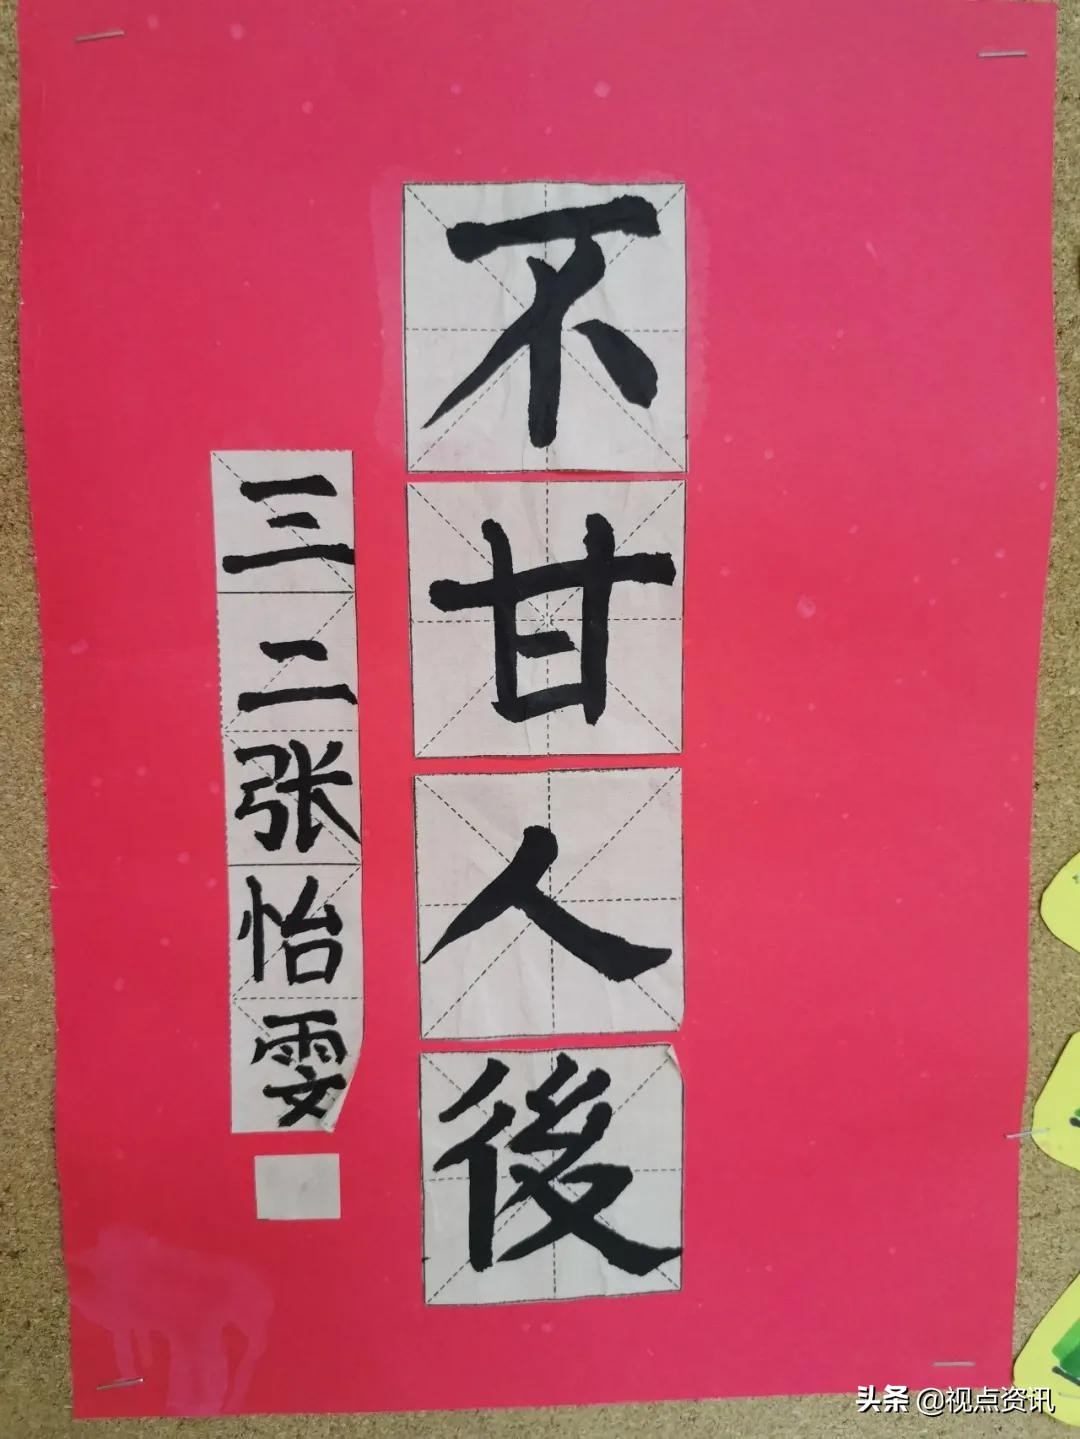 不甘人後
三二张怡雯
头条 @视点资讯